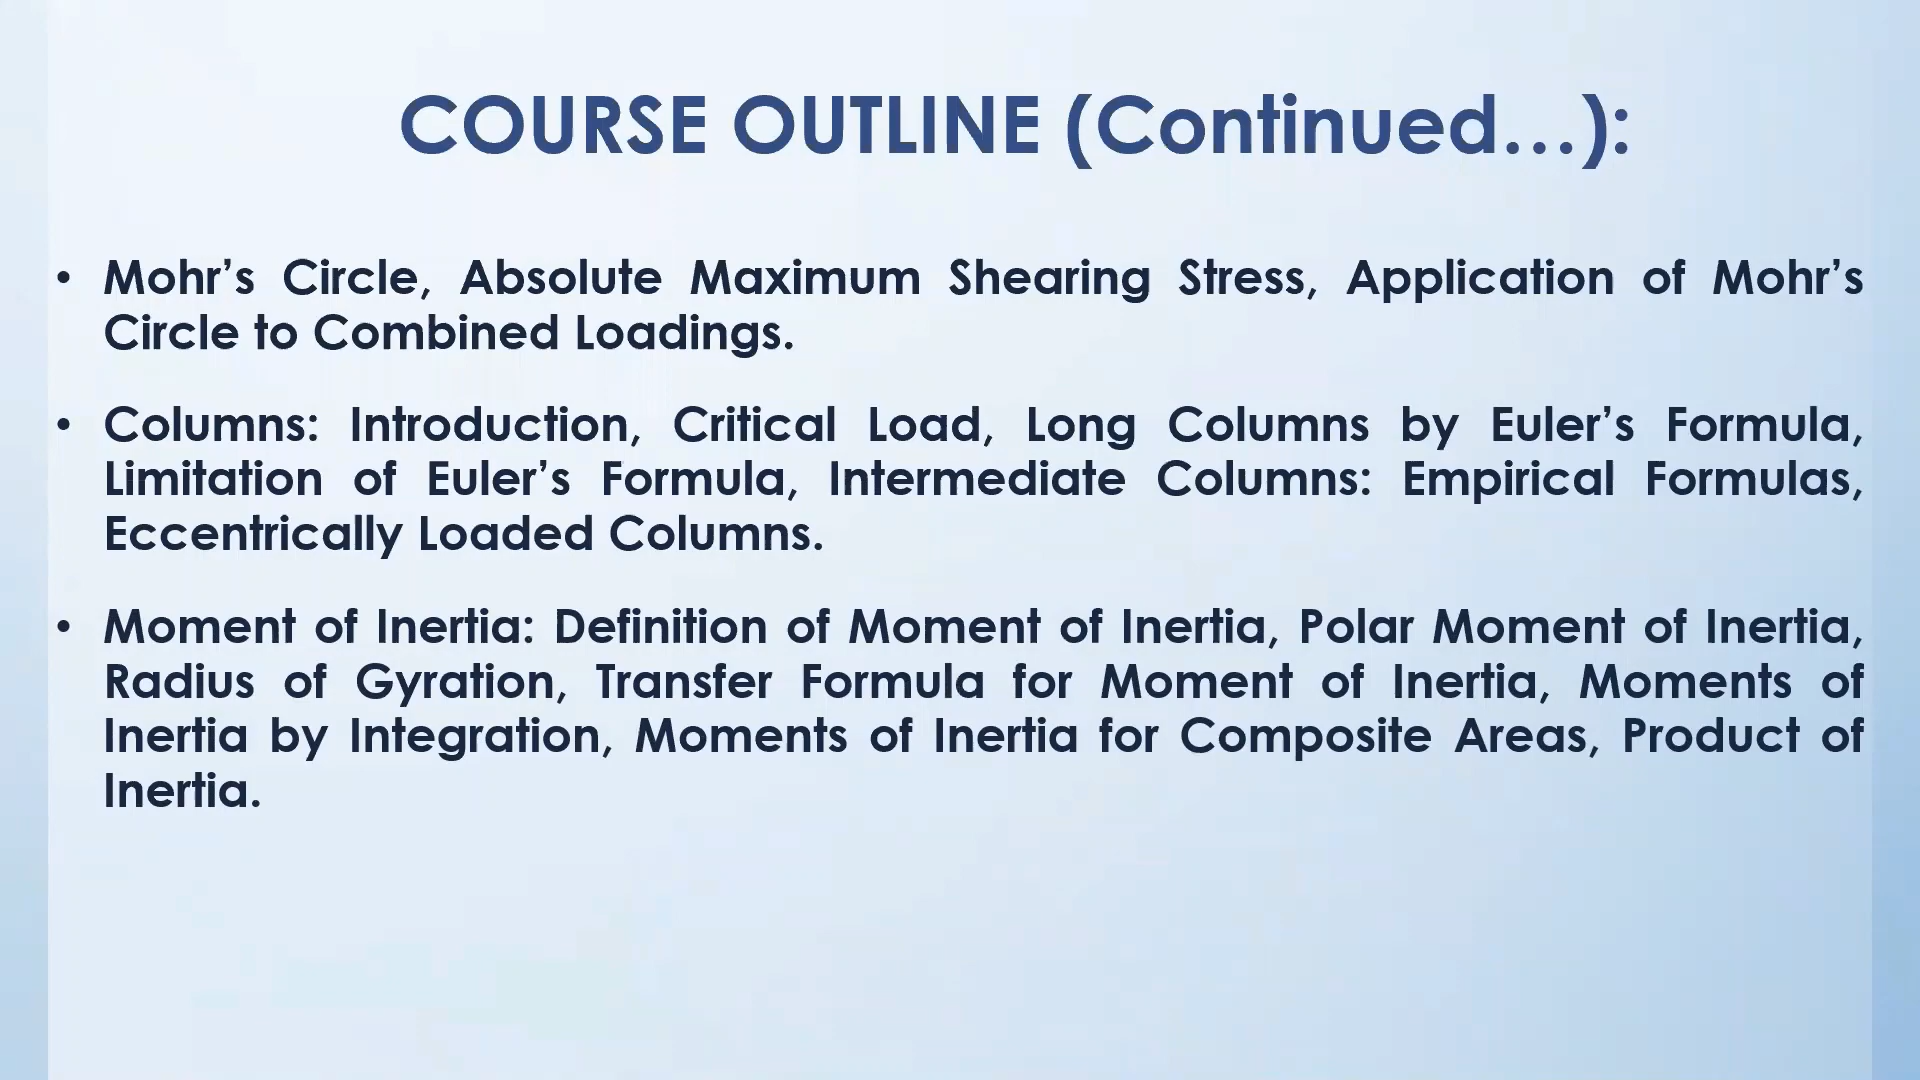 COURSE OUTLINE (Continued…):
• Mohr’s Circle, Absolute Maximum Shearing Stress, Application of Mohr’s
Circle to Combined Loadings.
• Columns: Introduction, Critical Load, Long Columns by Euler’s Formula,
Limitation of Euler’s Formula, Intermediate Columns: Empirical Formulas,
Eccentrically Loaded Columns.
• Moment of Inertia: Definition of Moment of Inertia, Polar Moment of Inertia,
Radius of Gyration, Transfer Formula for Moment of Inertia, Moments of
Inertia by Integration, Moments of Inertia for Composite Areas, Product of
Inertia.